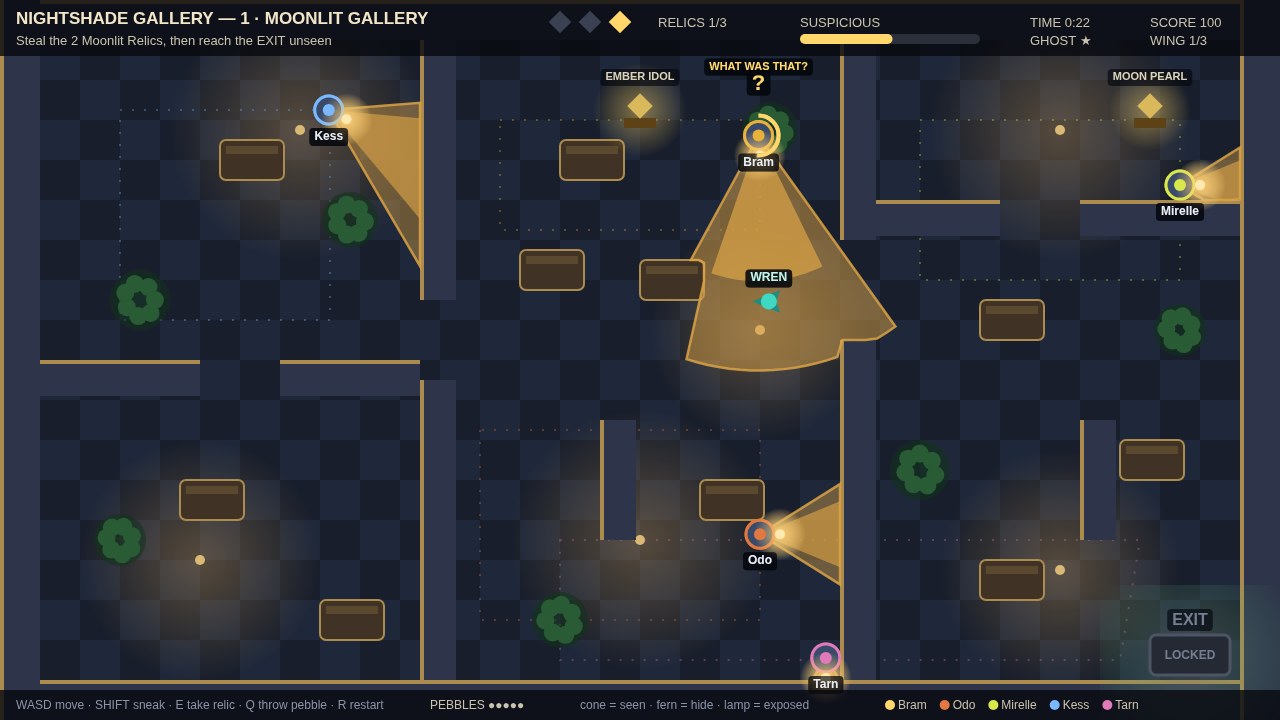 NIGHTSHADE GALLERY — 1 · MOONLIT GALLERY
Steal the 2 Moonlit Relics, then reach the EXIT unseen
RELICS 1/3
SUSPICIOUS
TIME 0:22
SCORE 100
GHOST ★
WING 1/3
WHAT WAS THAT?
?
EMBER IDOL
MOON PEARL
Kess
Bram
Mirelle
WREN
Odo
EXIT
LOCKED
Tarn
WASD move · SHIFT sneak · E take relic · Q throw pebble · R restart
PEBBLES ●●●●●
cone = seen · fern = hide · lamp = exposed
Bram
Odo
Mirelle
Kess
Tarn